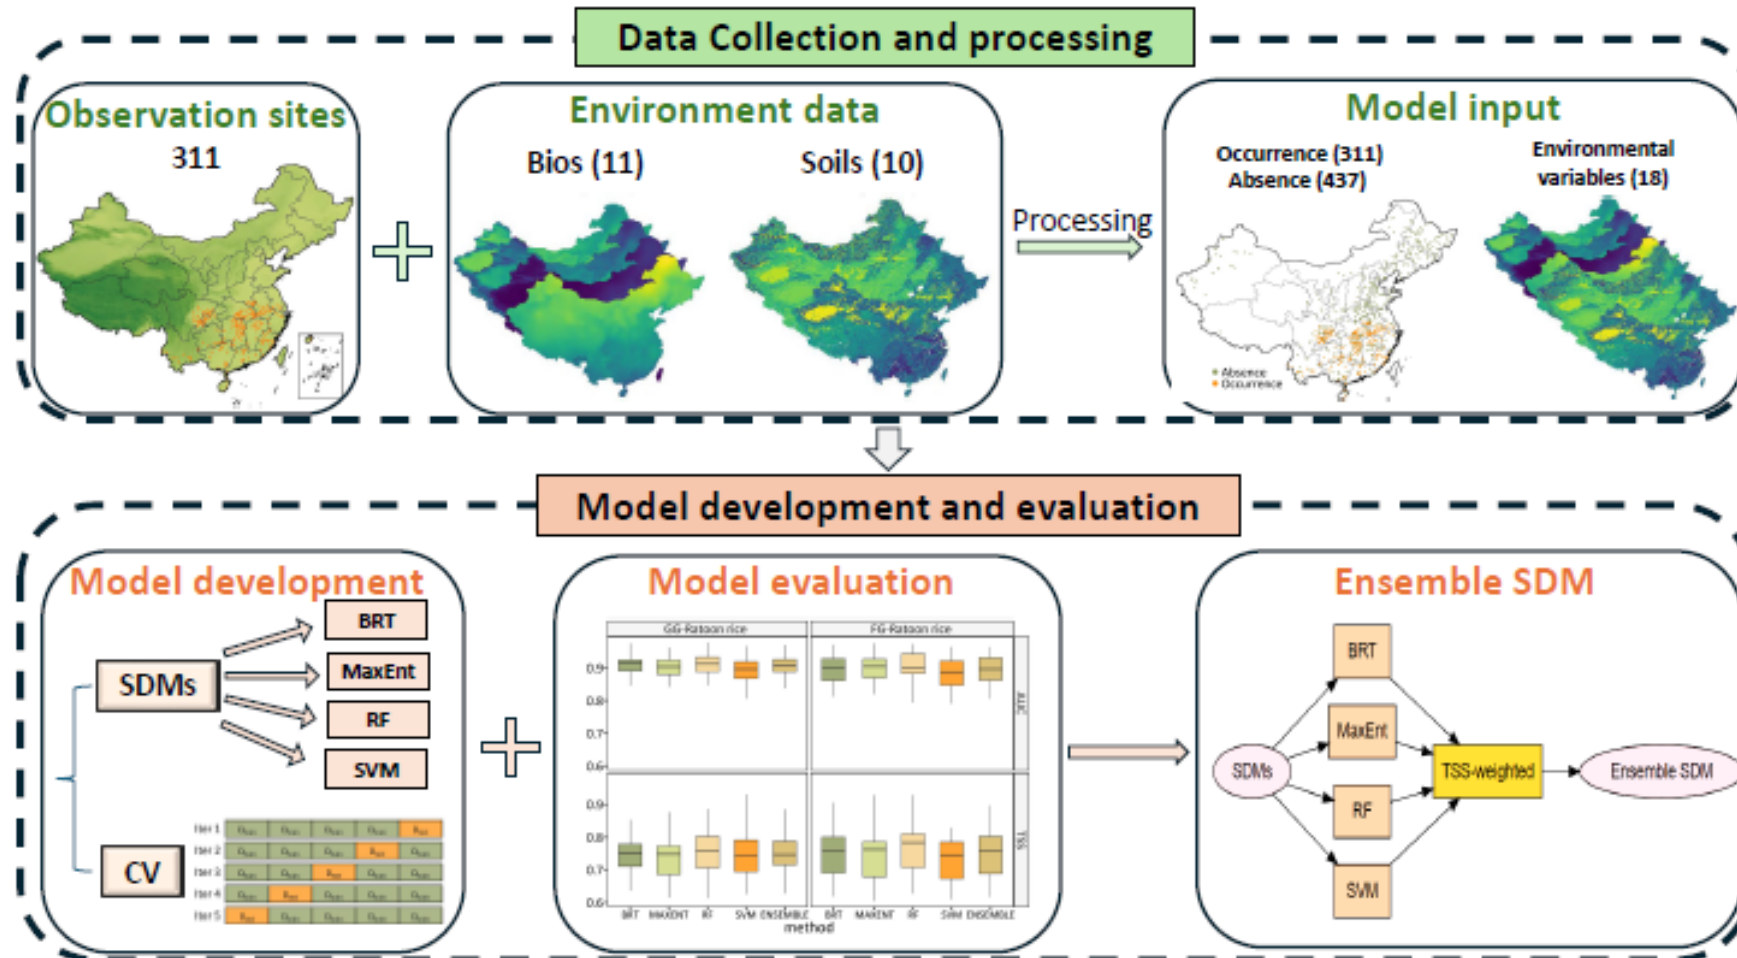 Data Collection and processing
Observation sites
311
Environment data
Bios (11)
Soils (10)
Processing
Model input
Occurrence (311)
Absence (437)
Environmental
variables (18)
Absence
Occurrence
Model development and evaluation
Model development
SDMs
BRT
MaxEnt
RF
SVM
CV
Iter 1
Iter 2
Iter 3
Iter 4
Iter 5
Model evaluation
GG-Ratoon rice
FG-Ratoon rice
0.9
0.8
0.7
0.6
AUC
0.9
0.8
0.7
0.6
TSS
BRT MAXENT RF SVM ENSEMBLE BRT MAXENT RF SVM ENSEMBLE
method
Ensemble SDM
SDMs
BRT
MaxEnt
RF
SVM
TSS-weighted
Ensemble SDM